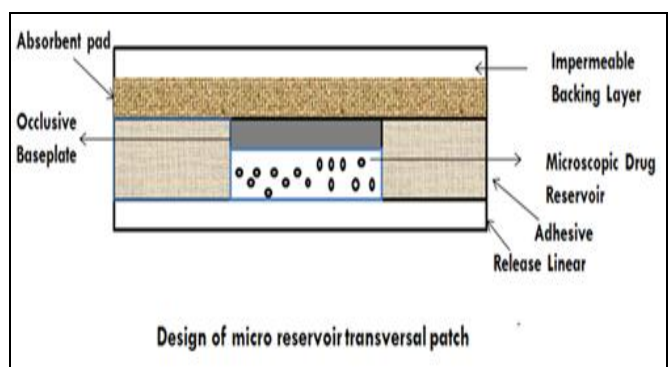 Absorbent pad
Impermeable
Backing Layer
Occlusive
Baseplate
Microscopic Drug
Reservoir
Adhesive
Release Linear
Design of micro reservoir transversal patch